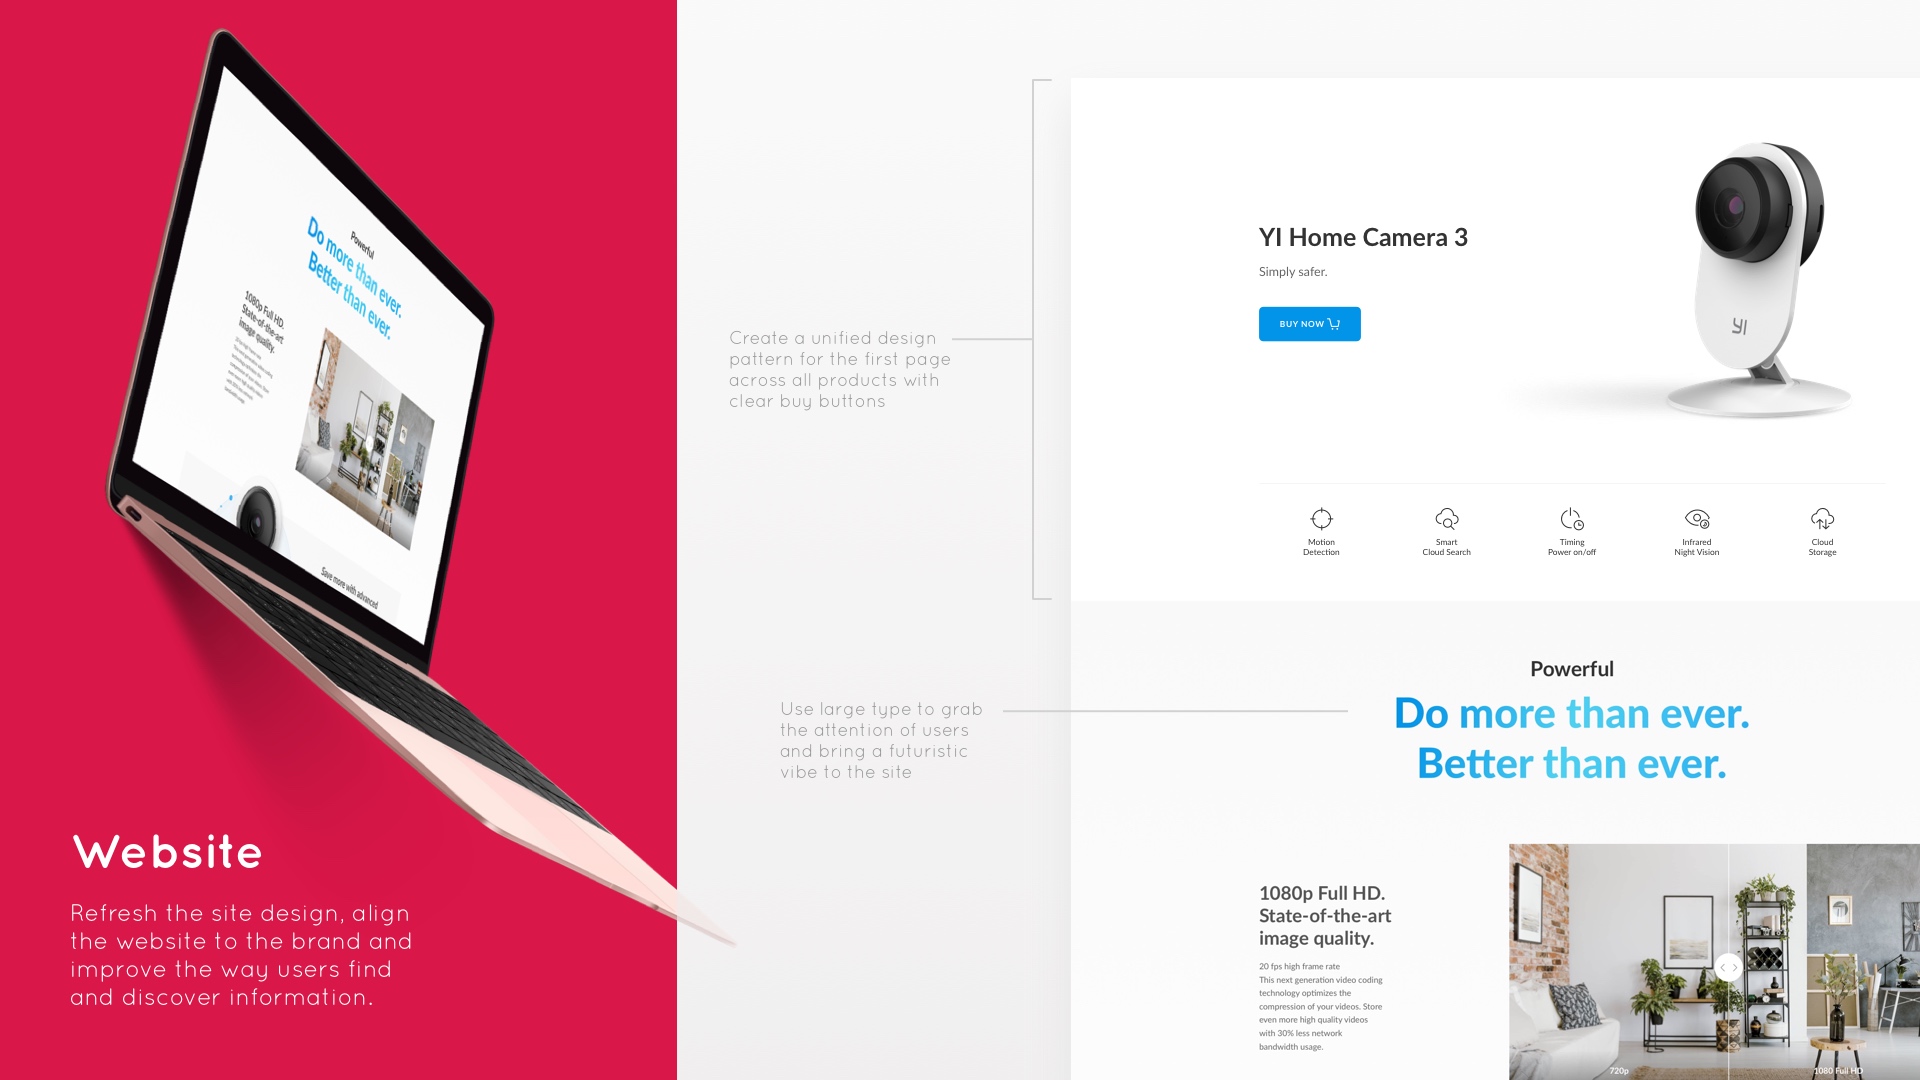 Powerful
Do more than ever.
Better than ever.
1080p Full HD.
State-of-the-art
image quality.
Save more with advanced
Website
Refresh the site design, align
the website to the brand and
improve the way users find
and discover information.
Create a unified design
pattern for the first page
across all products with
clear buy buttons
Use large type to grab
the attention of users
and bring a futuristic
vibe to the site
YI Home Camera 3
Simply safer.
BUY NOW
YI
Motion
Detection
Smart
Cloud Search
Timing
Power on/off
Infrared
Night Vision
Cloud
Storage
Powerful
Do more than ever.
Better than ever.
1080p Full HD.
State-of-the-art
image quality.
20 fps high frame rate
This next generation video coding
technology optimizes the
compression of your videos. Store
even more high quality videos
with 30% less network
bandwidth usage.
720p
1080 Full HD